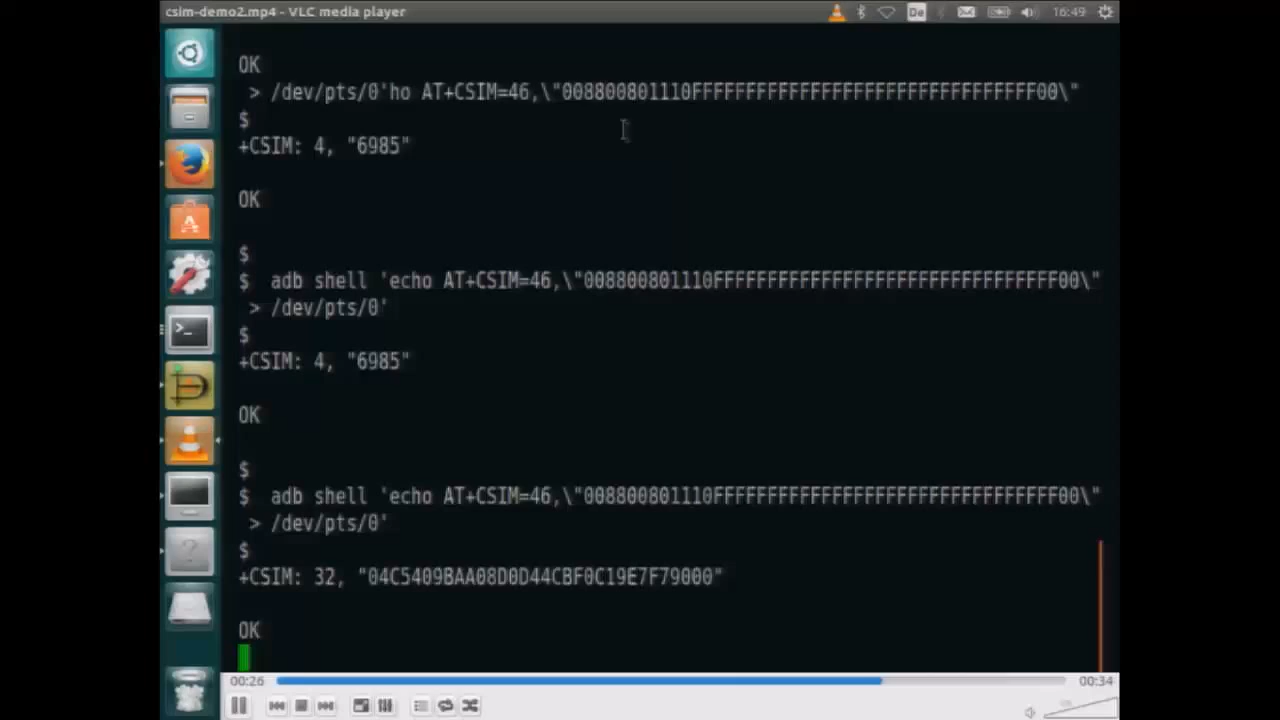 csim-demo2.mp4 - VLC media player
De
16:49
OK
> /dev/pts/0'ho AT+CSIM=46,\"008800801110FFFFFFFFFFFFFFFFFFFFFFFFFFFFFFFF00\"
$
+CSIM: 4, "6985"
OK
$
$ adb shell 'echo AT+CSIM=46,\"008800801110FFFFFFFFFFFFFFFFFFFFFFFFFFFFFFFF00\"
> /dev/pts/0'
$
+CSIM: 4, "6985"
OK
$
$ adb shell 'echo AT+CSIM=46,\"008800801110FFFFFFFFFFFFFFFFFFFFFFFFFFFFFFFF00\"
> /dev/pts/0'
$
+CSIM: 32, "04C5409BAA08D0D44CBF0C19E7F79000"
OK
00:26
00:34